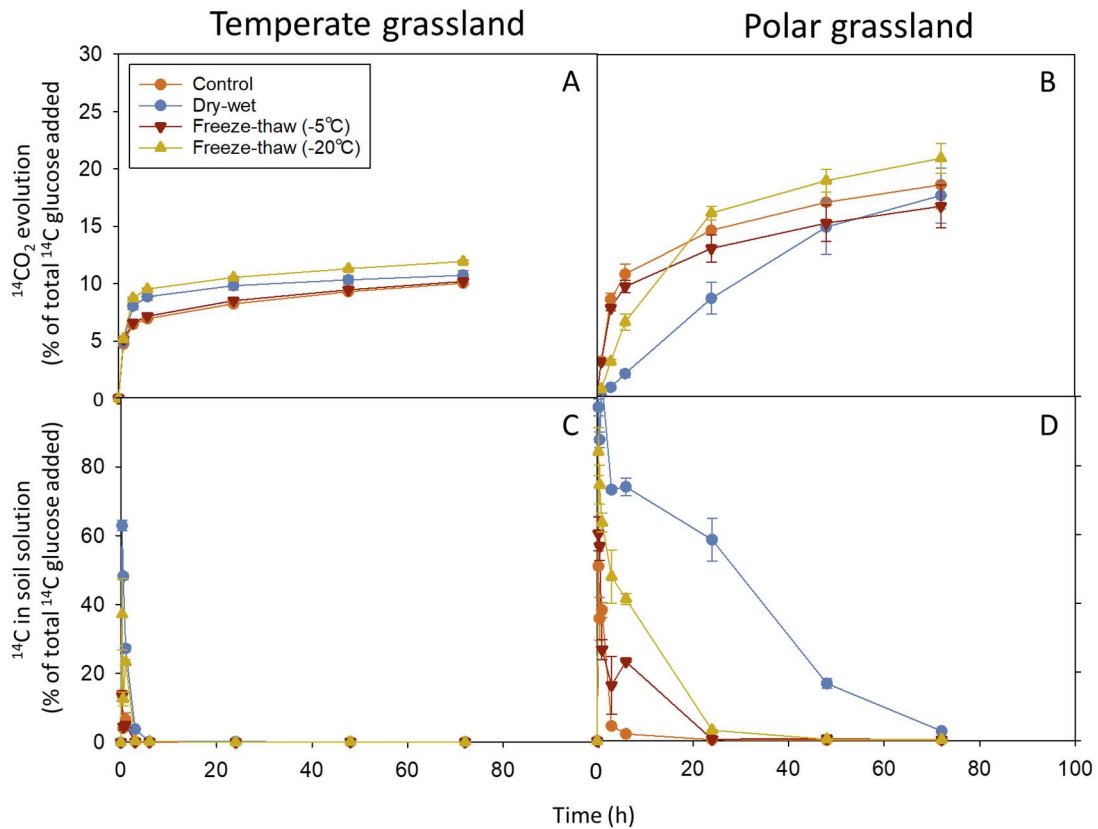 Temperate grassland
Polar grassland
¹⁴CO₂ evolution
(% of total ¹⁴C glucose added)
30
25
20
15
10
5
0
Control
Dry-wet
Freeze-thaw (-5°C)
Freeze-thaw (-20°C)
A
B
¹⁴C in soil solution
(% of total ¹⁴C glucose added)
80
60
40
20
0
C
D
0 20 40 60 80
0 20 40 60 80 100
Time (h)